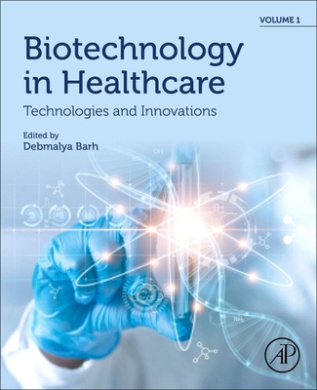 VOLUME 1
Biotechnology
in Healthcare
Technologies and Innovations
Edited by
Debmalya Barh
AP